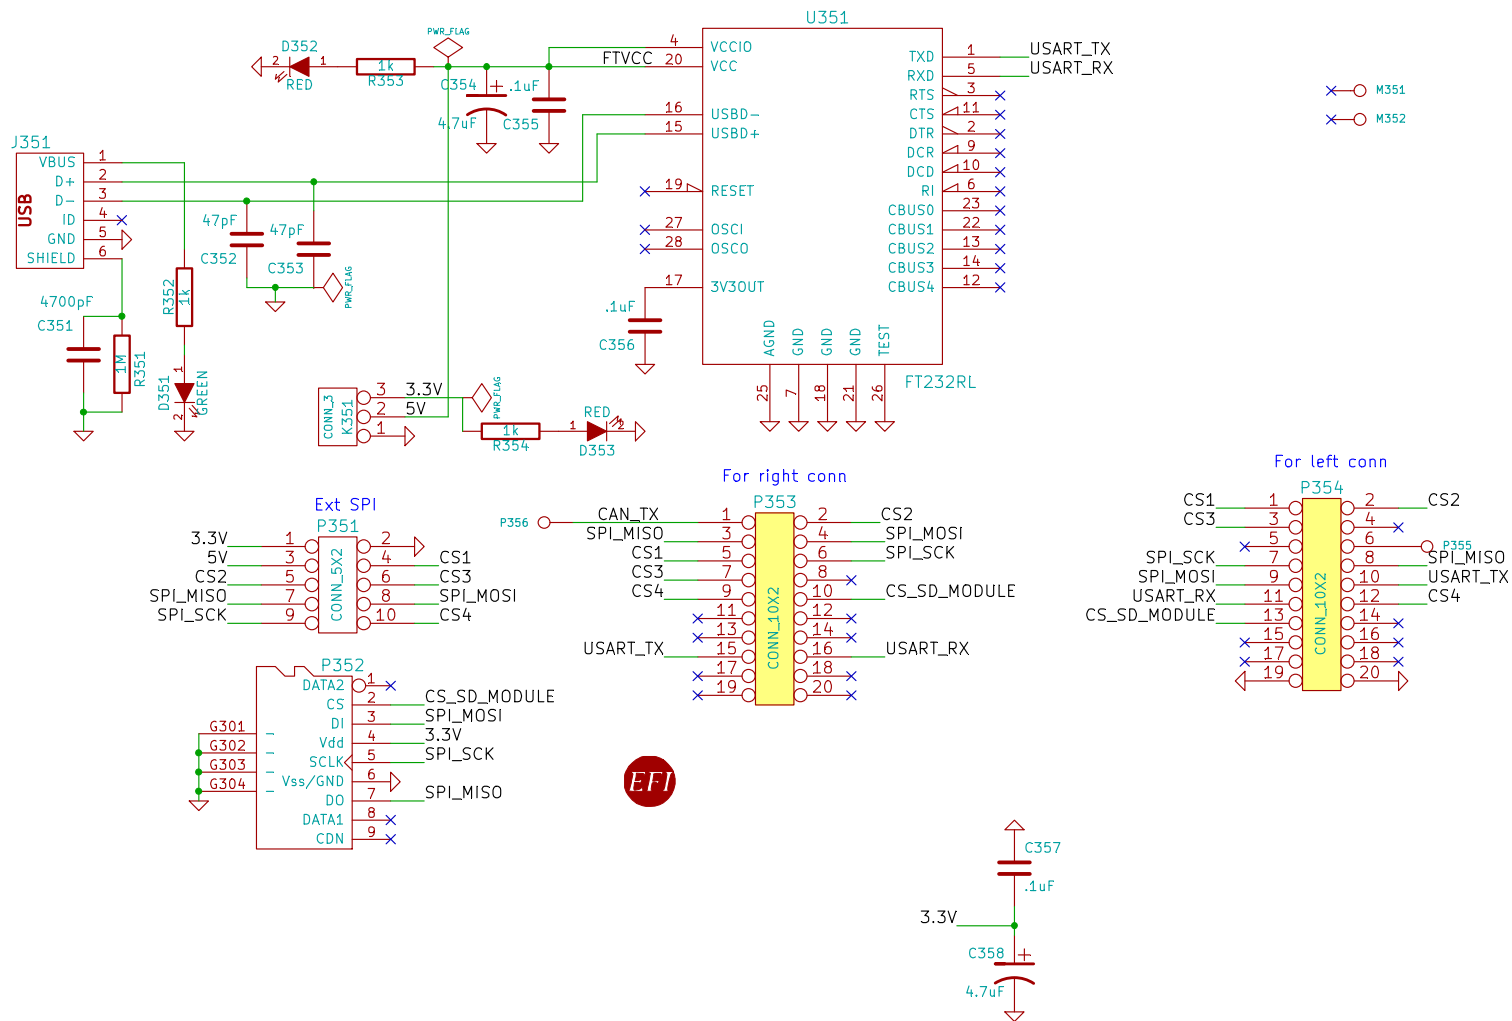 U351
PWR_FLAG
D352
2
1
RED
1k
R353
C354
4.7uF
.1uF
C355
FTVCC
4
VCCIO
20
VCC
16
USBD-
15
USBD+
19
RESET
27
OSCI
28
OSCO
17
3V3OUT
.1uF
C356
TXD
1
USART_TX
RXD
5
USART_RX
RTS
3
CTS
11
DTR
2
DCR
9
DCD
10
RI
6
CBUS0
23
CBUS1
22
CBUS2
13
CBUS3
14
CBUS4
12
AGND
GND
GND
GND
TEST
25
7
18
21
26
FT232RL
M351
M352
J351
USB
VBUS
1
D+
2
D-
3
ID
4
GND
5
SHIELD
6
47pF
C352
47pF
C353
PWR_FLAG
4700pF
C351
1M
R351
R352
1k
D351
1
2
GREEN
CONN_3
K351
3
3.3V
2
5V
1
PWR_FLAG
1k
R354
RED
1
2
D353
Ext SPI
P351
CONN_5X2
3.3V
1
2
5V
3
4
CS1
CS2
5
6
CS3
SPI_MISO
7
8
SPI_MOSI
SPI_SCK
9
10
CS4
For right conn
P353
CONN_10X2
P356
CAN_TX
1
2
CS2
SPI_MISO
3
4
SPI_MOSI
CS1
5
6
SPI_SCK
CS3
7
8
CS4
9
10
CS_SD_MODULE
11
12
13
14
USART_TX
15
16
USART_RX
17
18
19
20
For left conn
P354
CONN_10X2
CS1
1
2
CS2
CS3
3
4
5
6
P355
SPI_SCK
7
8
SPI_MISO
SPI_MOSI
9
10
USART_TX
USART_RX
11
12
CS4
CS_SD_MODULE
13
14
15
16
17
18
19
20
P352
DATA2
1
CS
2
CS_SD_MODULE
DI
3
SPI_MOSI
Vdd
4
3.3V
SCLK
5
SPI_SCK
Vss/GND
6
DO
7
SPI_MISO
DATA1
8
CDN
9
G301
G302
G303
G304
EFI
C357
.1uF
3.3V
C358
4.7uF